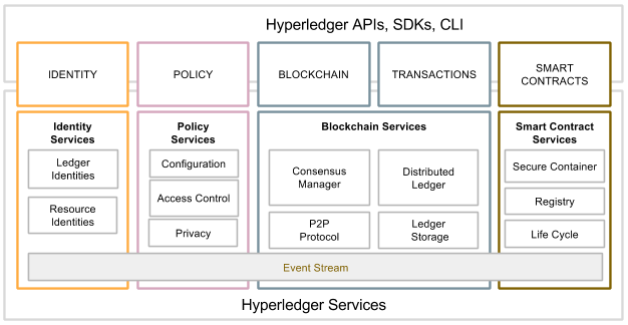 Hyperledger APIs, SDKs, CLI
IDENTITY
POLICY
BLOCKCHAIN
TRANSACTIONS
SMART
CONTRACTS
Identity
Services
Ledger
Identities
Resource
Identities
Policy
Services
Configuration
Access Control
Privacy
Blockchain Services
Consensus
Manager
Distributed
Ledger
P2P
Protocol
Ledger
Storage
Smart Contract
Services
Secure Container
Registry
Life Cycle
Event Stream
Hyperledger Services